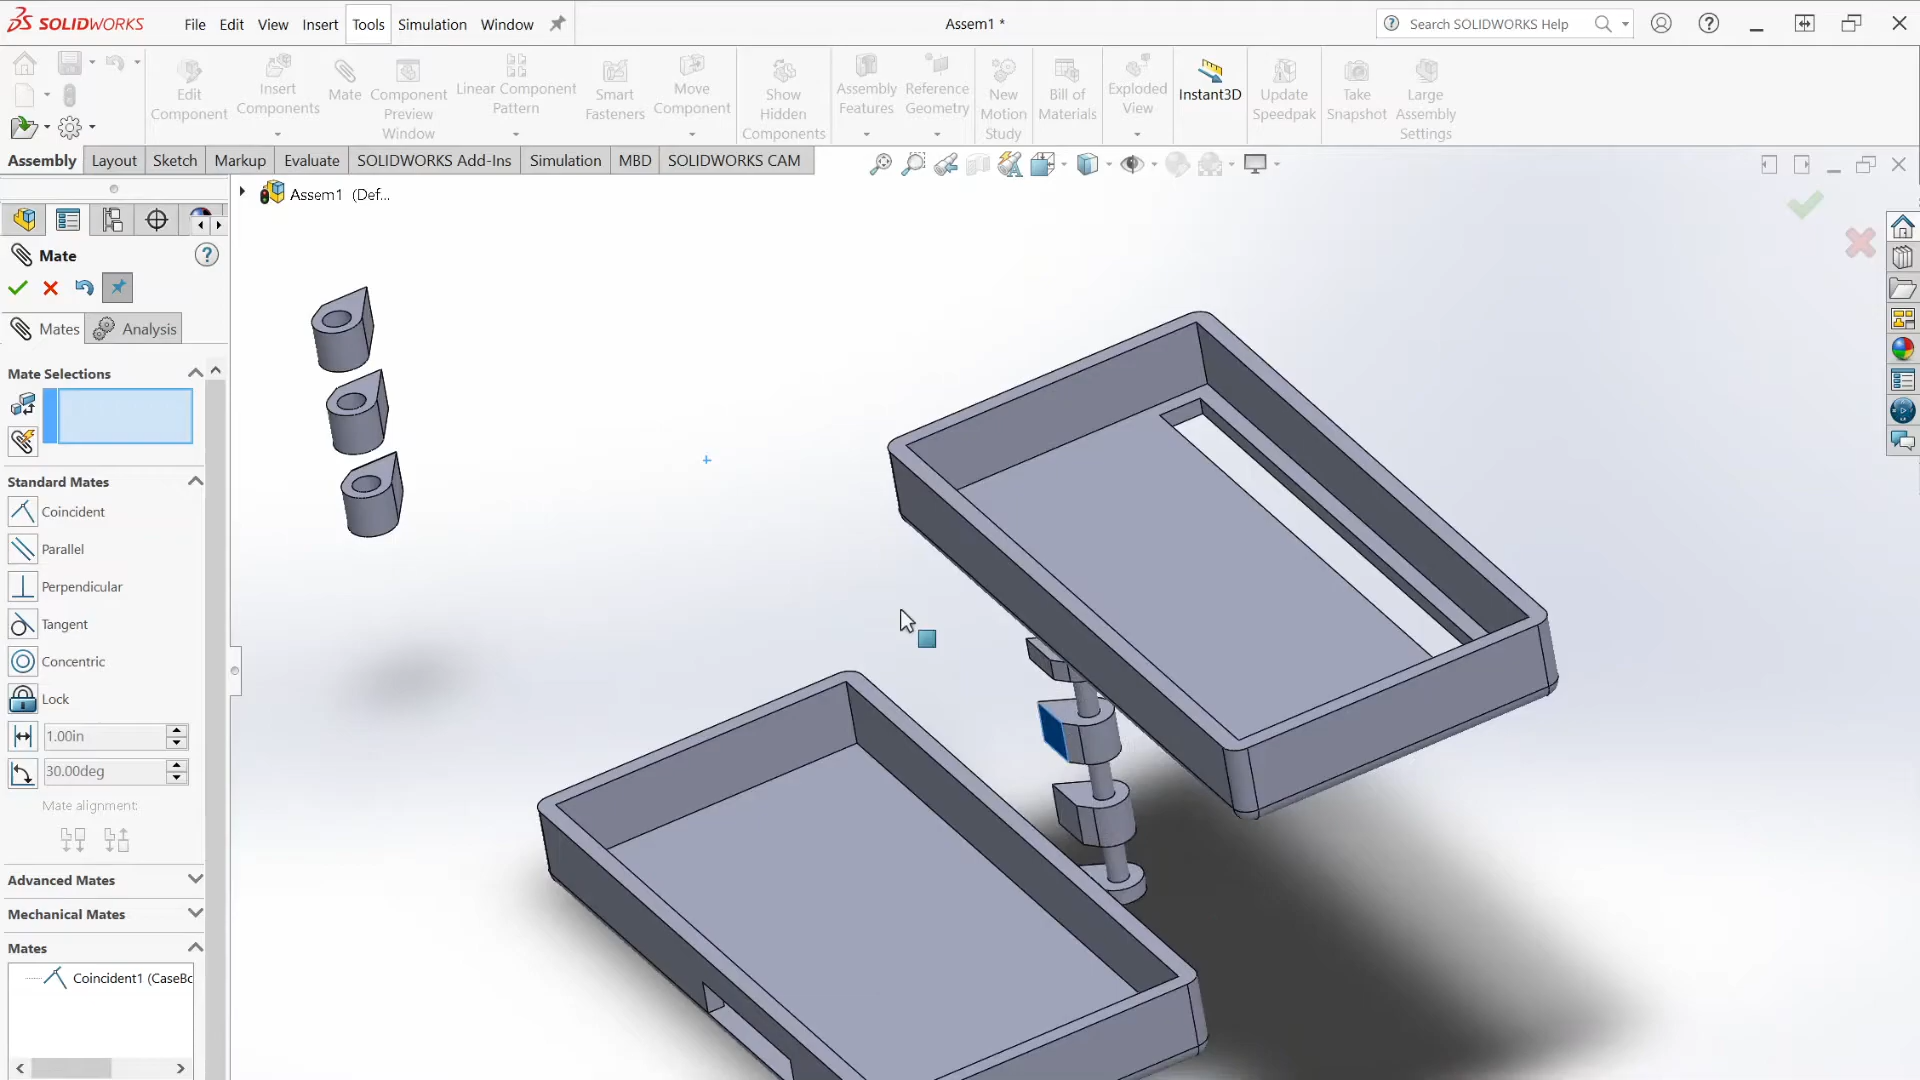 SOLIDWORKS File Edit View Insert Tools Simulation Window Assem1 * Search SOLIDWORKS Help
Edit Component
Insert Components
Mate
Component Preview Window
Linear Component Pattern
Smart Fasteners
Move Component
Show Hidden Components
Assembly Features
Reference Geometry
New Motion Study
Bill of Materials
Exploded View
Instant3D
Update Speedpak
Take Snapshot
Large Assembly Settings
Assembly Layout Sketch Markup Evaluate SOLIDWORKS Add-Ins Simulation MBD SOLIDWORKS CAM
Assem1 (Def...
Mate
Mates Analysis
Mate Selections
Standard Mates
Coincident
Parallel
Perpendicular
Tangent
Concentric
Lock
1.00in
30.00deg
Mate alignment:
Advanced Mates
Mechanical Mates
Mates
Coincident1 (CaseBo